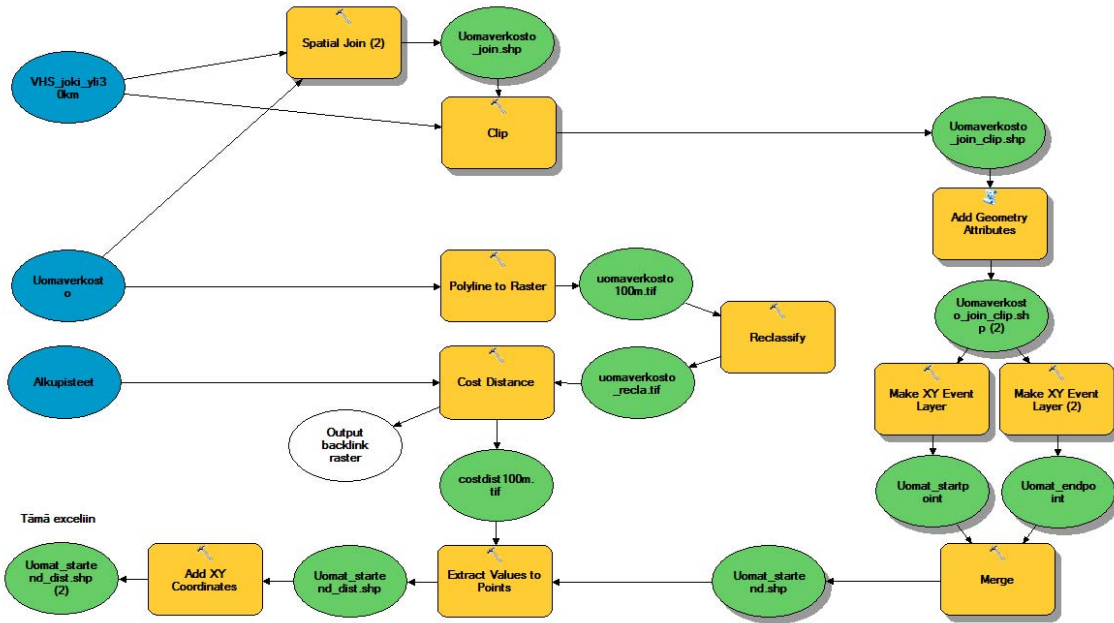 Spatial Join (2)
Uomaverkosto
_join.shp
VHS_joki_yli3
0km
Clip
Uomaverkosto
_join_clip.shp
Add Geometry
Attributes
Uomaverkost
o
Polyline to Raster
uomaverkosto
100m.tif
Reclassify
Uomaverkost
o_join_clip.sh
p (2)
Alkupisteet
Cost Distance
uomaverkosto
_recla.tif
Make XY Event
Layer
Make XY Event
Layer (2)
Output
backlink
raster
costdist100m.
tif
Uomat_startp
oint
Uomat_endpo
int
Tämä exceliin
Uomat_starte
nd_dist.shp
(2)
Add XY
Coordinates
Uomat_starte
nd_dist.shp
Extract Values to
Points
Uomat_starte
nd.shp
Merge